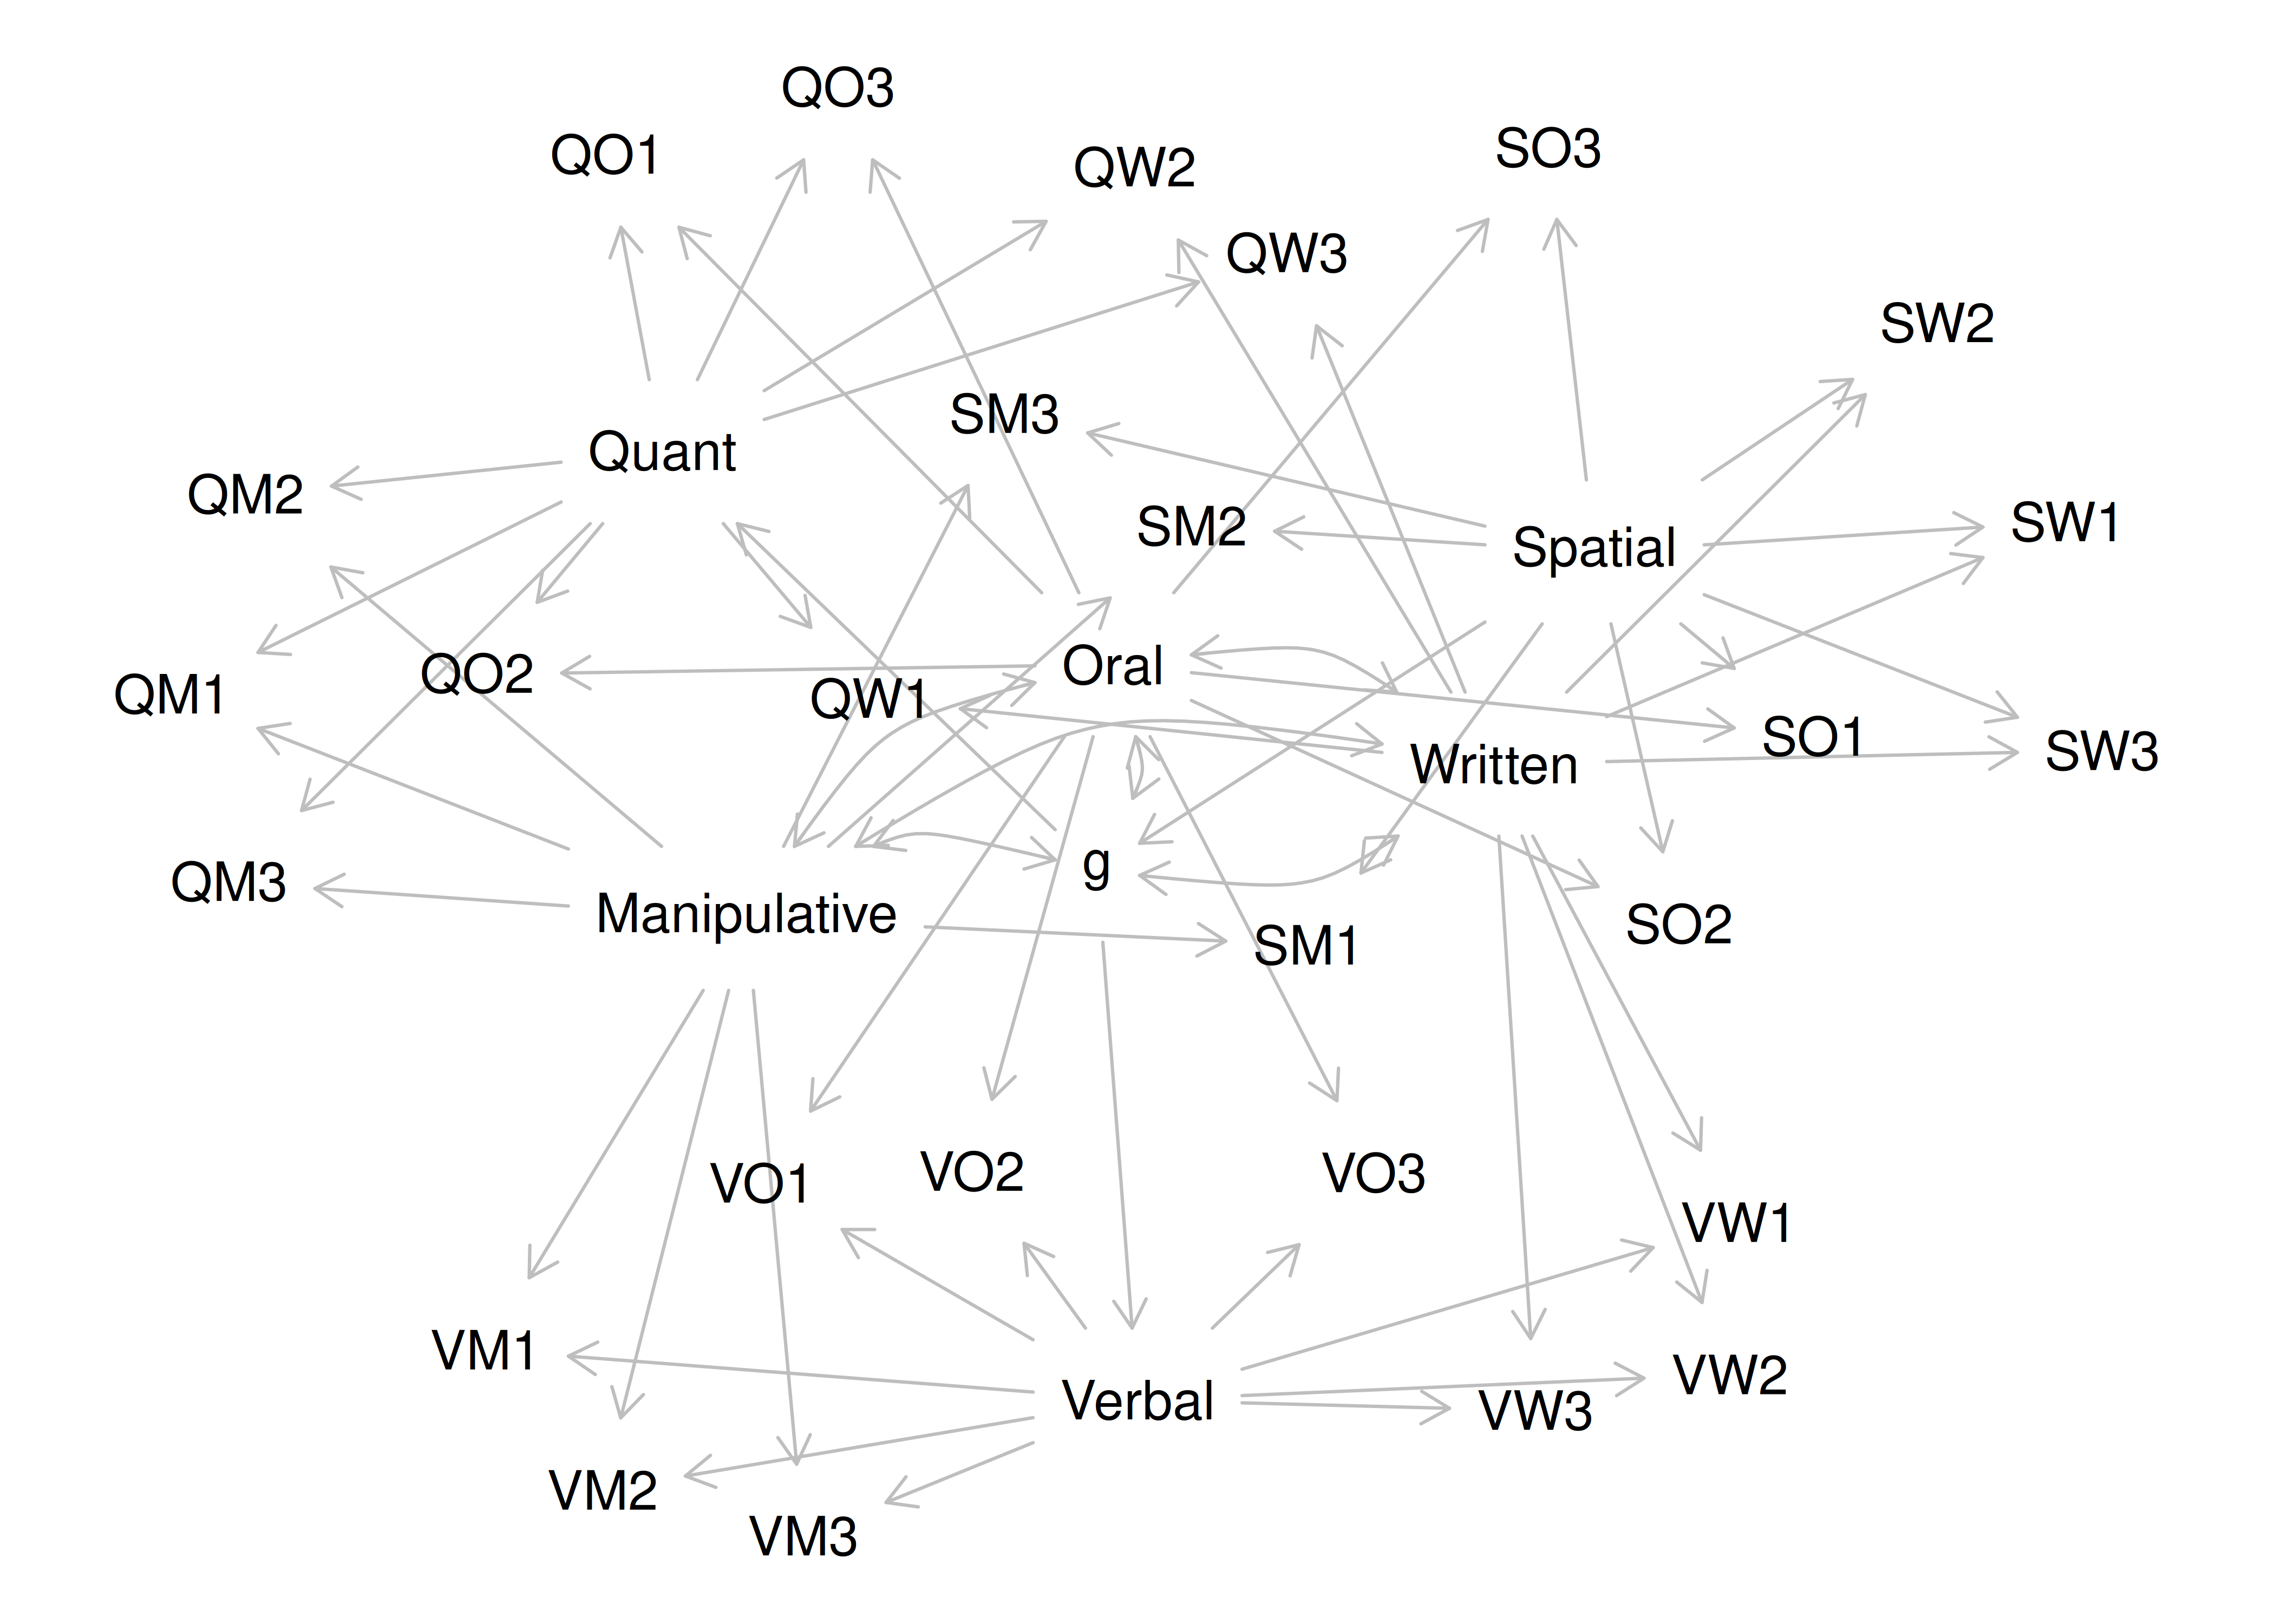 QO3
QO1
SO3
QW2
QW3
SW2
SM3
Quant
QM2
SW1
SM2
Spatial
Oral
QO2
QM1
QW1
SO1
SW3
Written
g
QM3
Manipulative
SO2
SM1
VO2
VO3
VO1
VW1
VM1
VW2
Verbal
VW3
VM2
VM3